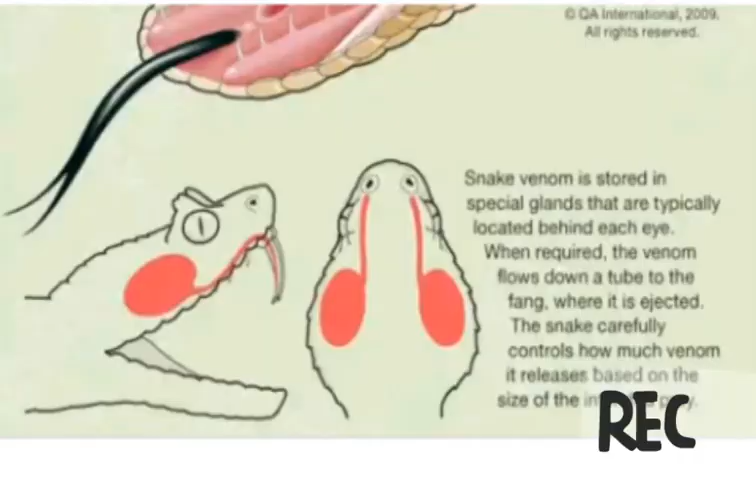 © QA International, 2009.
All rights reserved.
Snake venom is stored in
special glands that are typically
located behind each eye.
When required, the venom
flows down a tube to the
fang, where it is ejected.
The snake carefully
controls how much venom
it releases based on the
size of the
REC